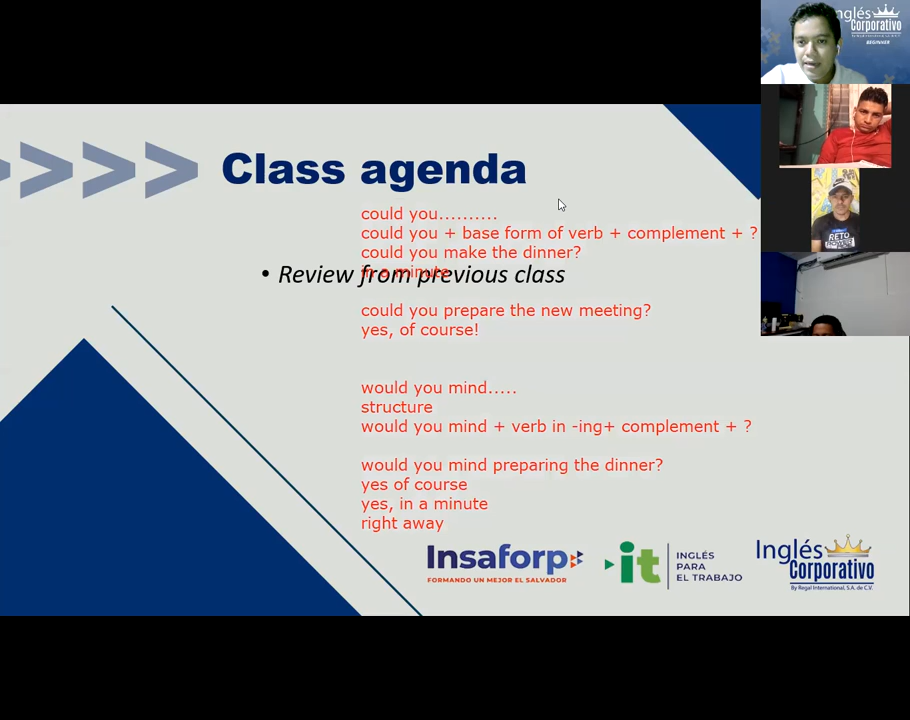 Inglés
Corporativo
BEGINNER
Class agenda
could you..........
could you + base form of verb + complement + ?
could you make the dinner?
in a minute
• Review from previous class
could you prepare the new meeting?
yes, of course!
would you mind.....
structure
would you mind + verb in -ing+ complement + ?
would you mind preparing the dinner?
yes of course
yes, in a minute
right away
RETO
Insaforp
FORMANDO UN MEJOR EL SALVADOR
it
INGLÉS
PARA
EL TRABAJO
Inglés
Corporativo
By Regal International, S.A. de C.V.